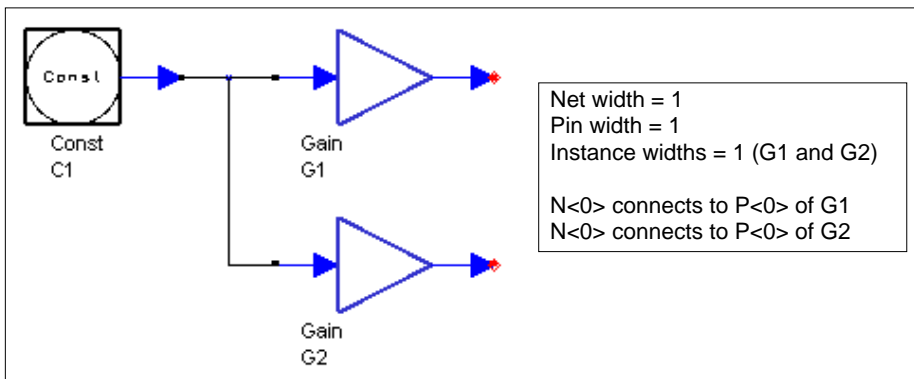 Const
Const
C1
Gain
G1
Gain
G2
Net width = 1
Pin width = 1
Instance widths = 1 (G1 and G2)
N<0> connects to P<0> of G1
N<0> connects to P<0> of G2